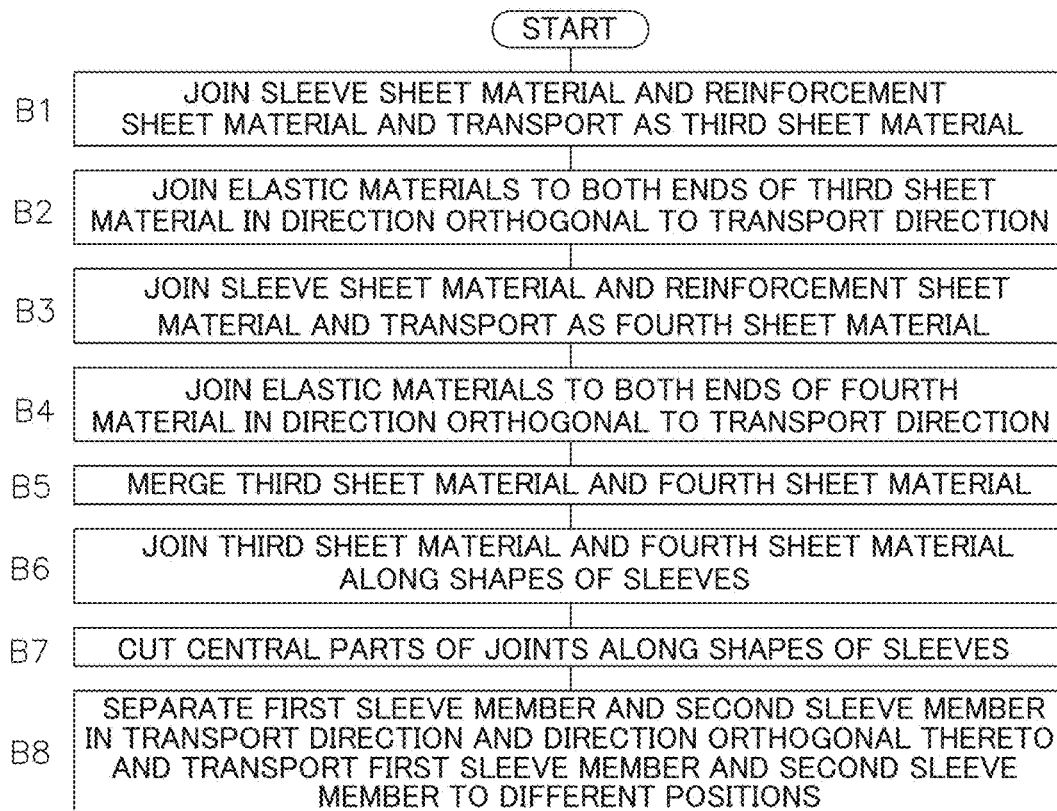 START
B1
JOIN SLEEVE SHEET MATERIAL AND REINFORCEMENT
SHEET MATERIAL AND TRANSPORT AS THIRD SHEET MATERIAL
B2
JOIN ELASTIC MATERIALS TO BOTH ENDS OF THIRD SHEET
MATERIAL IN DIRECTION ORTHOGONAL TO TRANSPORT DIRECTION
B3
JOIN SLEEVE SHEET MATERIAL AND REINFORCEMENT SHEET
MATERIAL AND TRANSPORT AS FOURTH SHEET MATERIAL
B4
JOIN ELASTIC MATERIALS TO BOTH ENDS OF FOURTH
MATERIAL IN DIRECTION ORTHOGONAL TO TRANSPORT DIRECTION
B5
MERGE THIRD SHEET MATERIAL AND FOURTH SHEET MATERIAL
B6
JOIN THIRD SHEET MATERIAL AND FOURTH SHEET MATERIAL
ALONG SHAPES OF SLEEVES
B7
CUT CENTRAL PARTS OF JOINTS ALONG SHAPES OF SLEEVES
B8
SEPARATE FIRST SLEEVE MEMBER AND SECOND SLEEVE MEMBER
IN TRANSPORT DIRECTION AND DIRECTION ORTHOGONAL THERETO
AND TRANSPORT FIRST SLEEVE MEMBER AND SECOND SLEEVE
MEMBER TO DIFFERENT POSITIONS